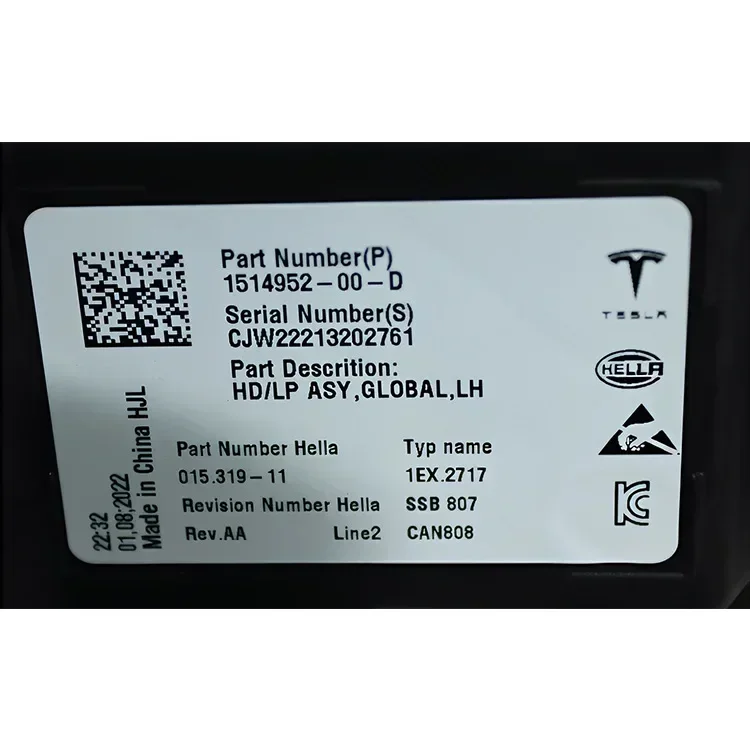 Part Number(P)
1514952-00-D
Serial Number(S)
CJW22213202761
Part Descrition:
HD/LP ASY,GLOBAL,LH
TESLA
HELLA
Part Number Hella
Typ name
015.319-11
1EX.2717
Revision Number Hella
SSB 807
Rev.AA
Line2
CAN808
22:32
01,08;2022
Made in China HJL